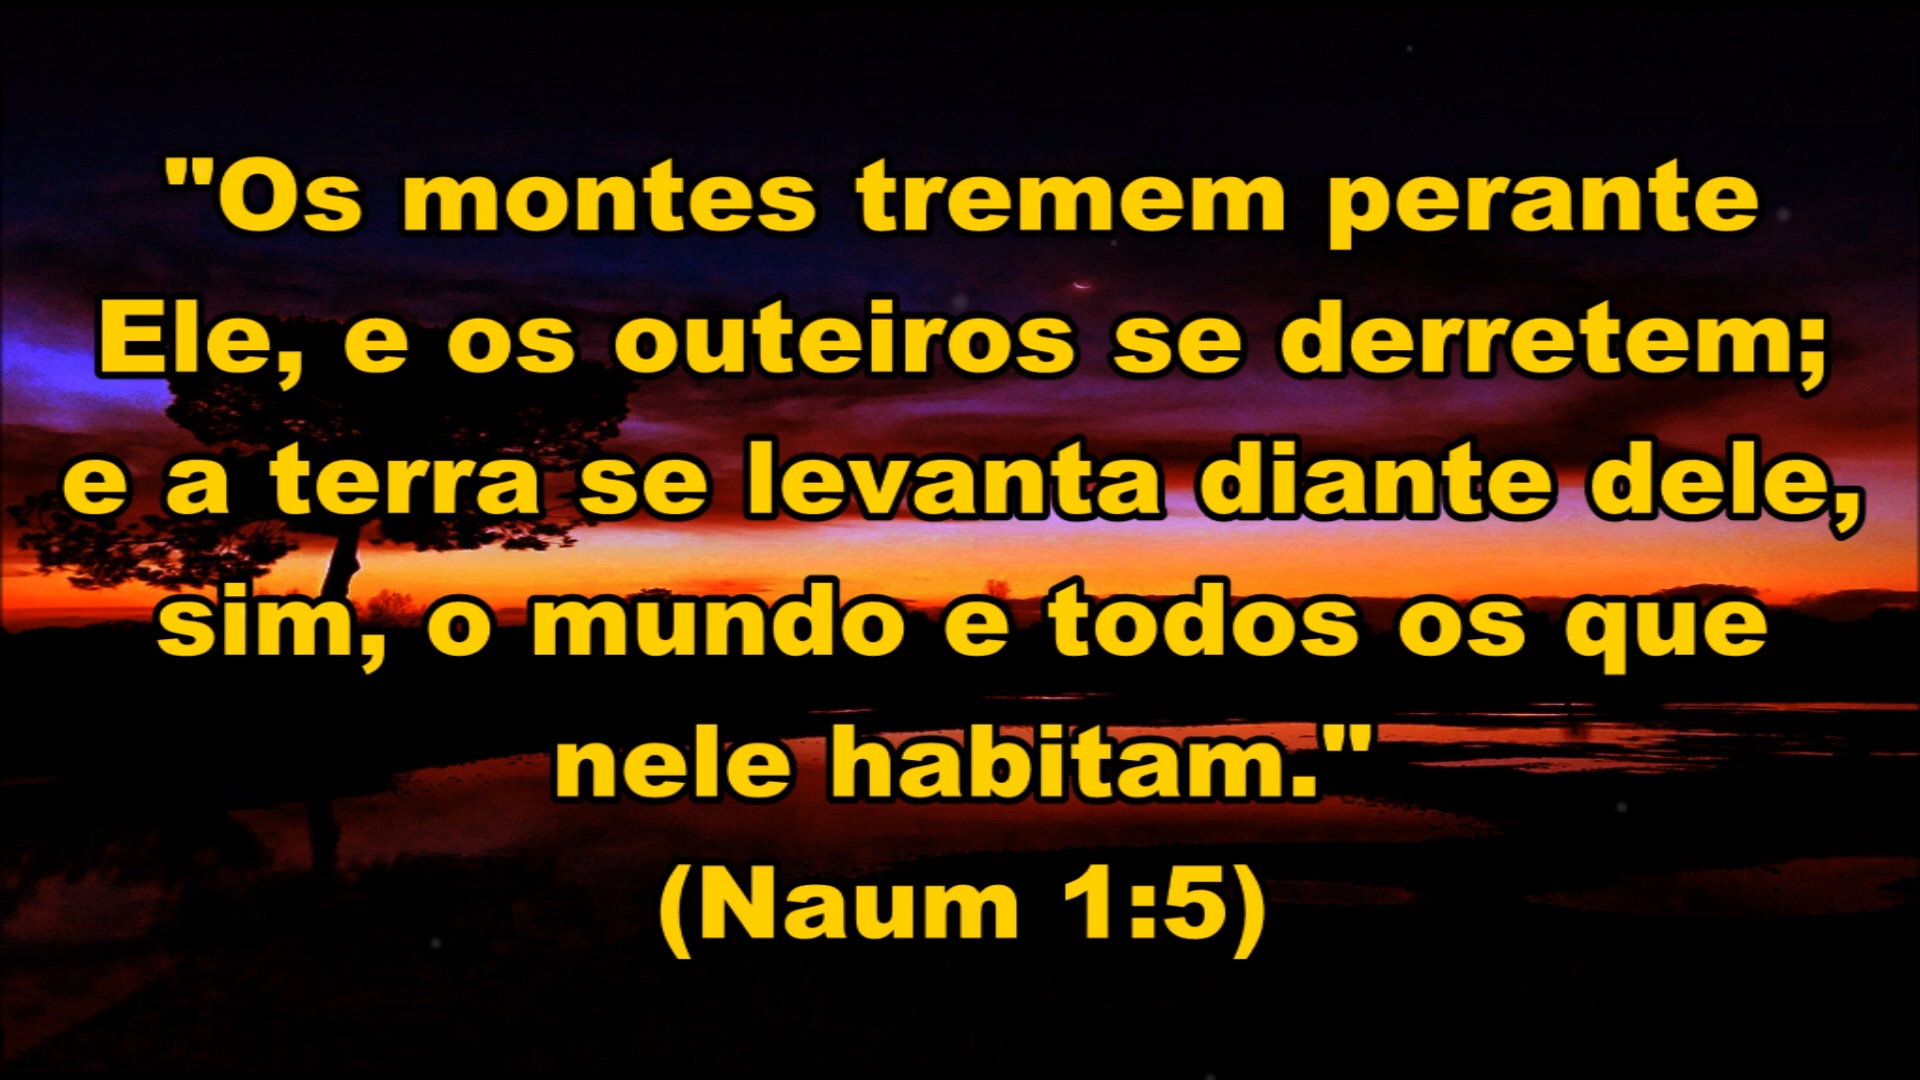 "Os montes tremem perante
Ele, e os outeiros se derretem;
e a terra se levanta diante dele,
sim, o mundo e todos os que
nele habitam."
(Naum 1:5)